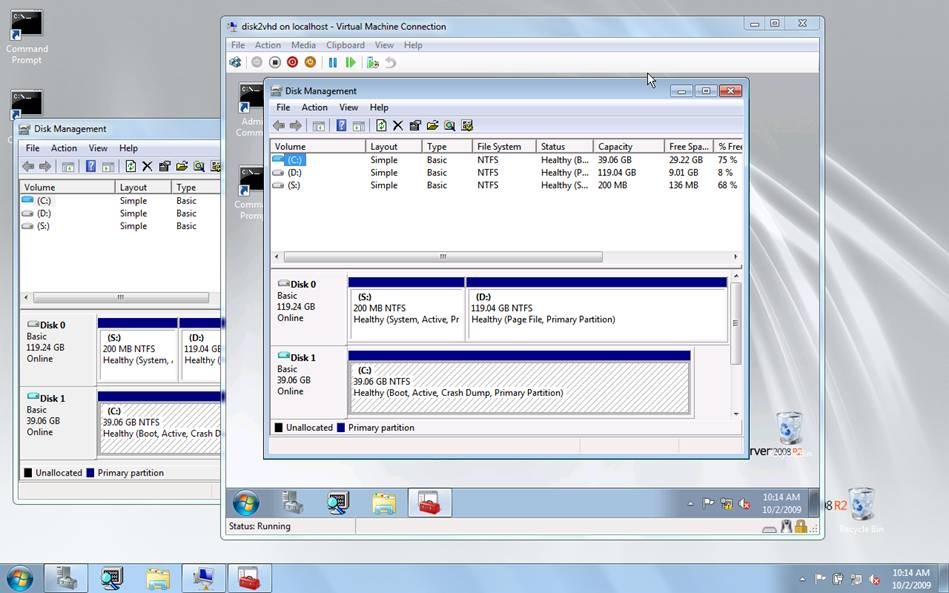 Command
Prompt
Disk Management
File Action View Help
Volume Layout Type
(C:) Simple Basic
(D:) Simple Basic
(S:) Simple Basic
Disk 0
Basic
119.24 GB
Online
(S:)
200 MB NTFS
Healthy (System, 
(D:)
119.04 G
Healthy (P
Disk 1
Basic
39.06 GB
Online
(C:)
39.06 GB NTFS
Healthy (Boot, Active, Crash D
Unallocated Primary partition
disk2vhd on localhost - Virtual Machine Connection
File Action Media Clipboard View Help
Disk Management
File Action View Help
Volume Layout Type File System Status Capacity Free Spa... % Free
(C:) Simple Basic NTFS Healthy (B... 39.06 GB 29.22 GB 75 %
(D:) Simple Basic NTFS Healthy (P... 119.04 GB 9.01 GB 8 %
(S:) Simple Basic NTFS Healthy (S... 200 MB 136 MB 68 %
Disk 0
Basic
119.24 GB
Online
(S:)
200 MB NTFS
Healthy (System, Active, Pr
(D:)
119.04 GB NTFS
Healthy (Page File, Primary Partition)
Disk 1
Basic
39.06 GB
Online
(C:)
39.06 GB NTFS
Healthy (Boot, Active, Crash Dump, Primary Partition)
Unallocated Primary partition
rver 2008 R2
10:14 AM
10/2/2009
Status: Running
08 R2
Recycle Bin
10:14 AM
10/2/2009